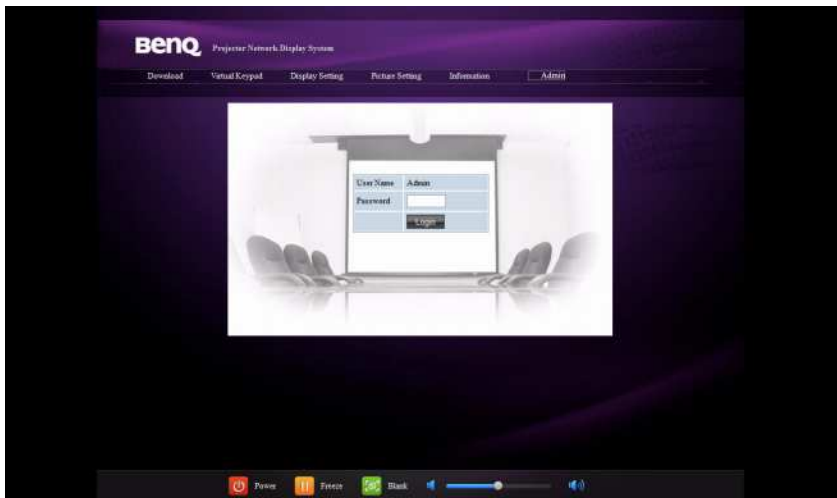 BenQ Projector Network Display System
Download Virtual Keypad Display Setting Picture Setting Information Admin
User Name Admin
Password
Login
Power Freeze Blank